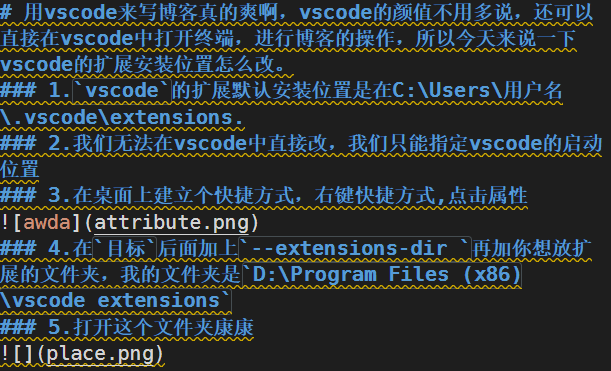 # 用vscode来写博客真的爽啊，vscode的颜值不用多说，还可以
直接在vscode中打开终端，进行博客的操作，所以今天来说一下
vscode的扩展安装位置怎么改。
### 1.`vscode`的扩展默认安装位置是在C:\Users\用户名
\.vscode\extensions.
### 2.我们无法在vscode中直接改，我们只能指定vscode的启动
位置
### 3.在桌面上建立个快捷方式，右键快捷方式,点击属性
![awda](attribute.png)
### 4.在`目标`后面加上`--extensions-dir `再加你想放扩
展的文件夹，我的文件夹是`D:\Program Files (x86)
\vscode extensions`
### 5.打开这个文件夹康康
![](place.png)